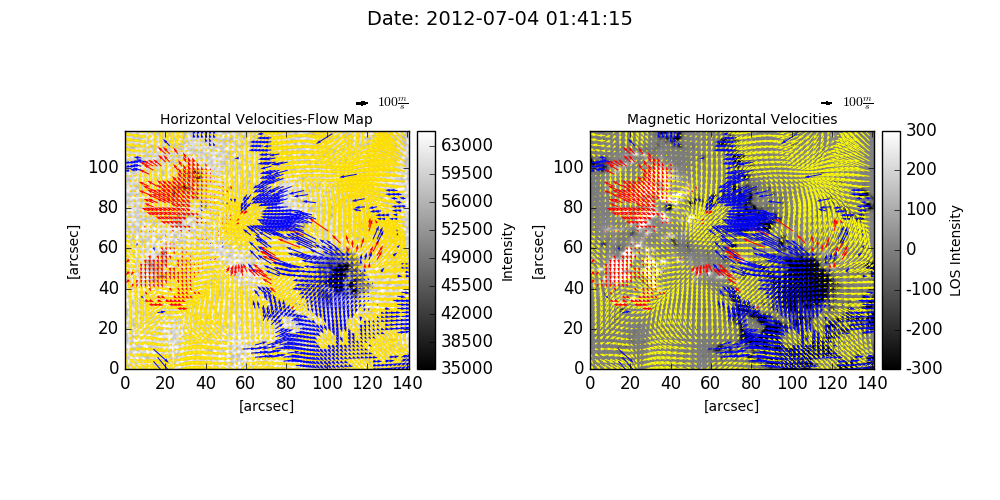 Date: 2012-07-04 01:41:15
100 m/s
100 m/s
Horizontal Velocities-Flow Map
Magnetic Horizontal Velocities
100
80
60
40
20
0
0 20 40 60 80 100 120 140
[arcsec]
[arcsec]
63000
59500
56000
52500
49000
45500
42000
38500
35000
Intensity
100
80
60
40
20
0
0 20 40 60 80 100 120 140
[arcsec]
[arcsec]
300
200
100
0
-100
-200
-300
LOS Intensity